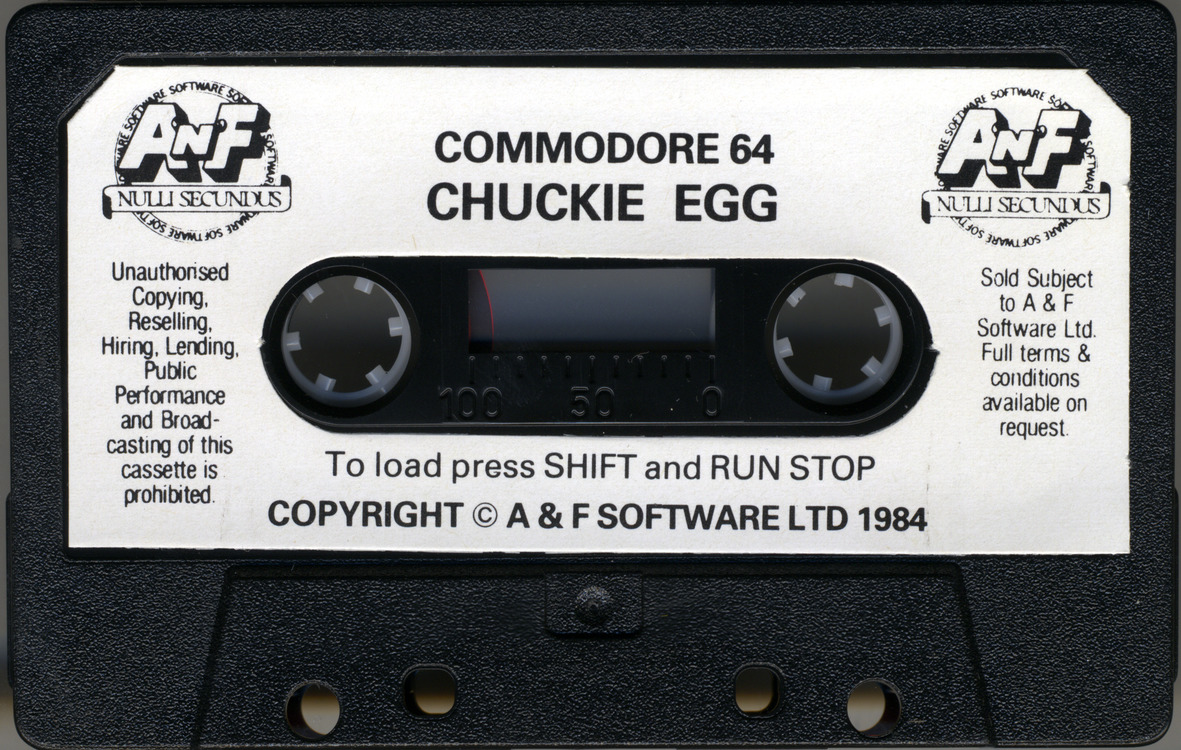 SOFTWARE SOFTWARE SOFTWARE SOFTWARE
A'N'F
NULLI SECUNDUS
COMMODORE 64
CHUCKIE EGG
SOFTWARE SOFTWARE SOFTWARE SOFTWARE
A'N'F
NULLI SECUNDUS
Unauthorised
Copying,
Reselling,
Hiring, Lending,
Public
Performance
and Broad-
casting of this
cassette is
prohibited.
Sold Subject
to A & F
Software Ltd.
Full terms &
conditions
available on
request.
100 50 0
To load press SHIFT and RUN STOP
COPYRIGHT © A & F SOFTWARE LTD 1984